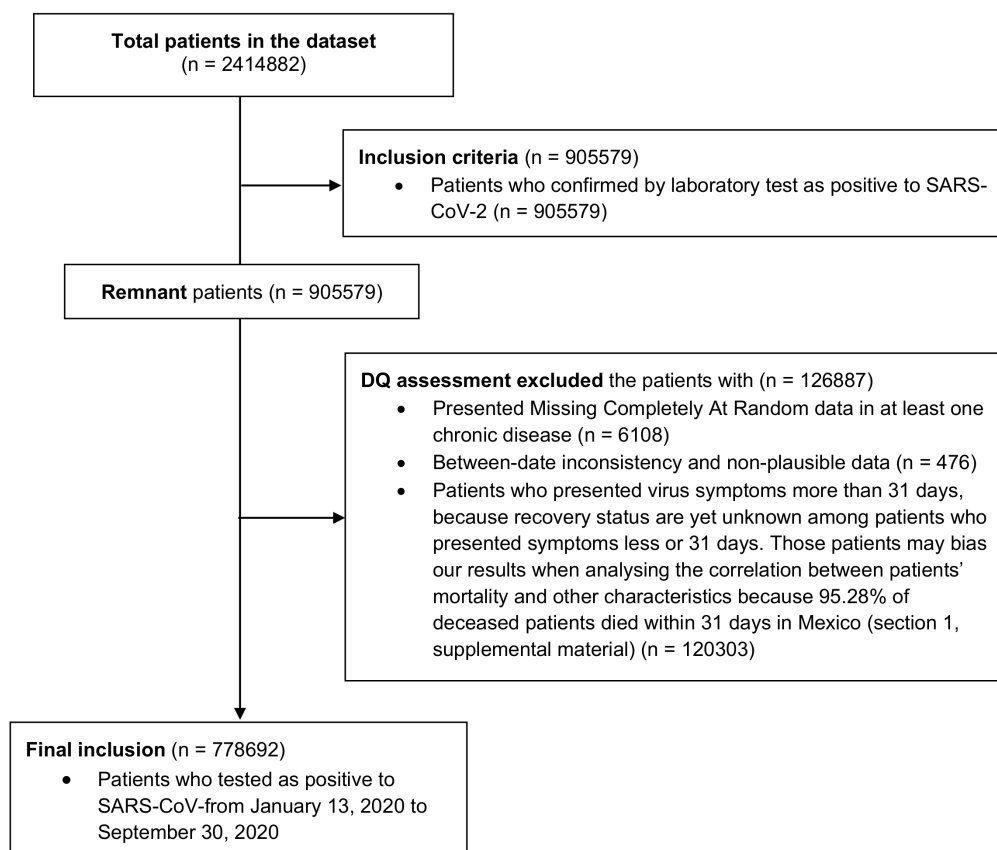 Total patients in the dataset
(n = 2414882)
Inclusion criteria (n = 905579)
• Patients who confirmed by laboratory test as positive to SARS-
CoV-2 (n = 905579)
Remnant patients (n = 905579)
DQ assessment excluded the patients with (n = 126887)
• Presented Missing Completely At Random data in at least one
chronic disease (n = 6108)
• Between-date inconsistency and non-plausible data (n = 476)
• Patients who presented virus symptoms more than 31 days,
because recovery status are yet unknown among patients who
presented symptoms less or 31 days. Those patients may bias
our results when analysing the correlation between patients’
mortality and other characteristics because 95.28% of
deceased patients died within 31 days in Mexico (section 1,
supplemental material) (n = 120303)
Final inclusion (n = 778692)
• Patients who tested as positive to
SARS-CoV-from January 13, 2020 to
September 30, 2020